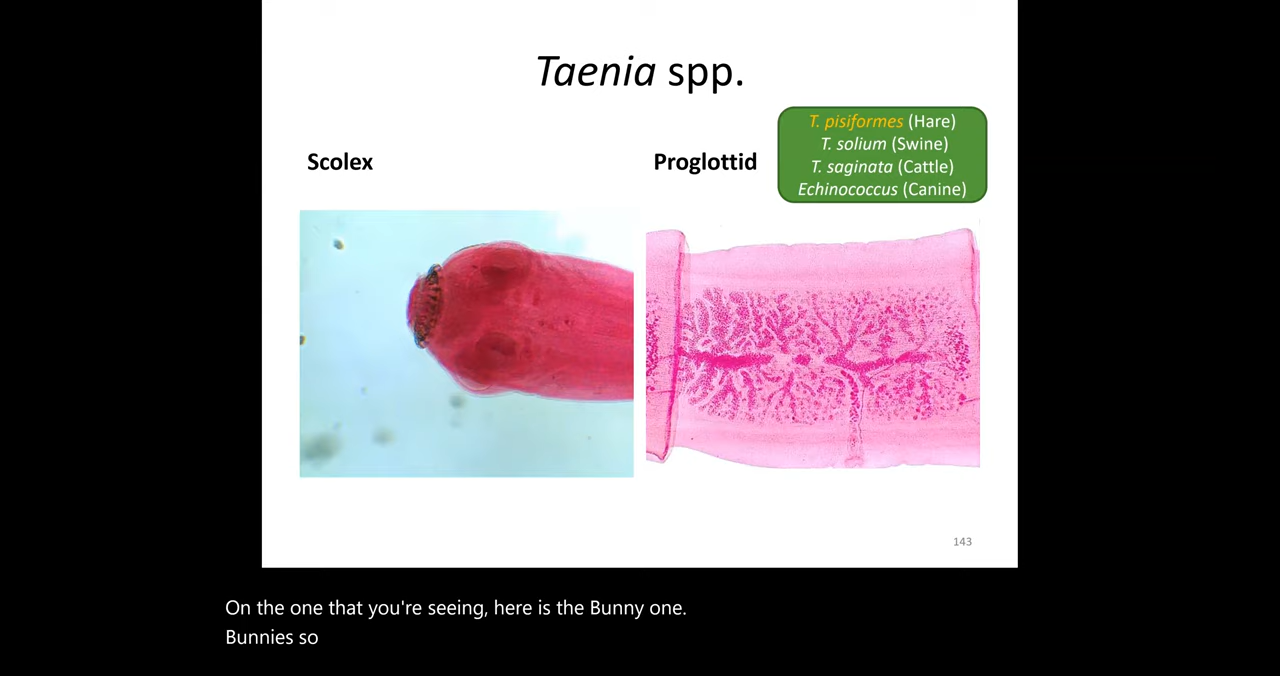 Taenia spp.
T. pisiformes (Hare)
T. solium (Swine)
T. saginata (Cattle)
Echinococcus (Canine)
Scolex
Proglottid
143
On the one that you're seeing, here is the Bunny one.
Bunnies so